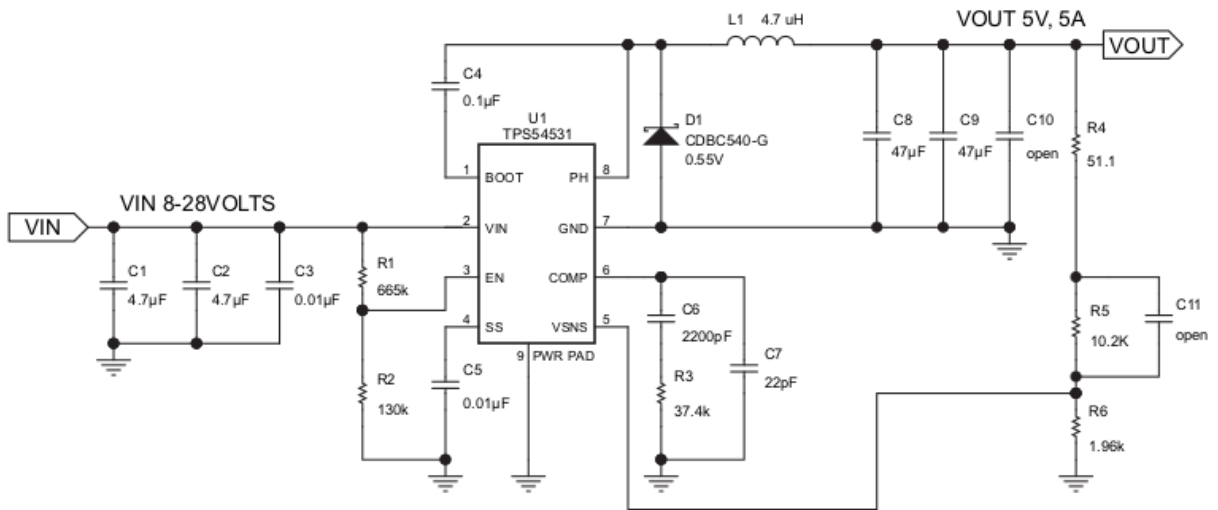 L1 4.7 uH
VOUT 5V, 5A
VOUT
C4
0.1µF
U1
TPS54531
D1
CDBC540-G
0.55V
C8
47µF
C9
47µF
C10
open
R4
51.1
1 BOOT PH 8
VIN 8-28VOLTS
VIN
2 VIN GND 7
C1
4.7µF
C2
4.7µF
C3
0.01µF
R1
665k
3 EN COMP 6
4 SS VSNS 5
9 PWR PAD
C6
2200pF
C7
22pF
R3
37.4k
R5
10.2K
C11
open
R2
130k
C5
0.01µF
R6
1.96k